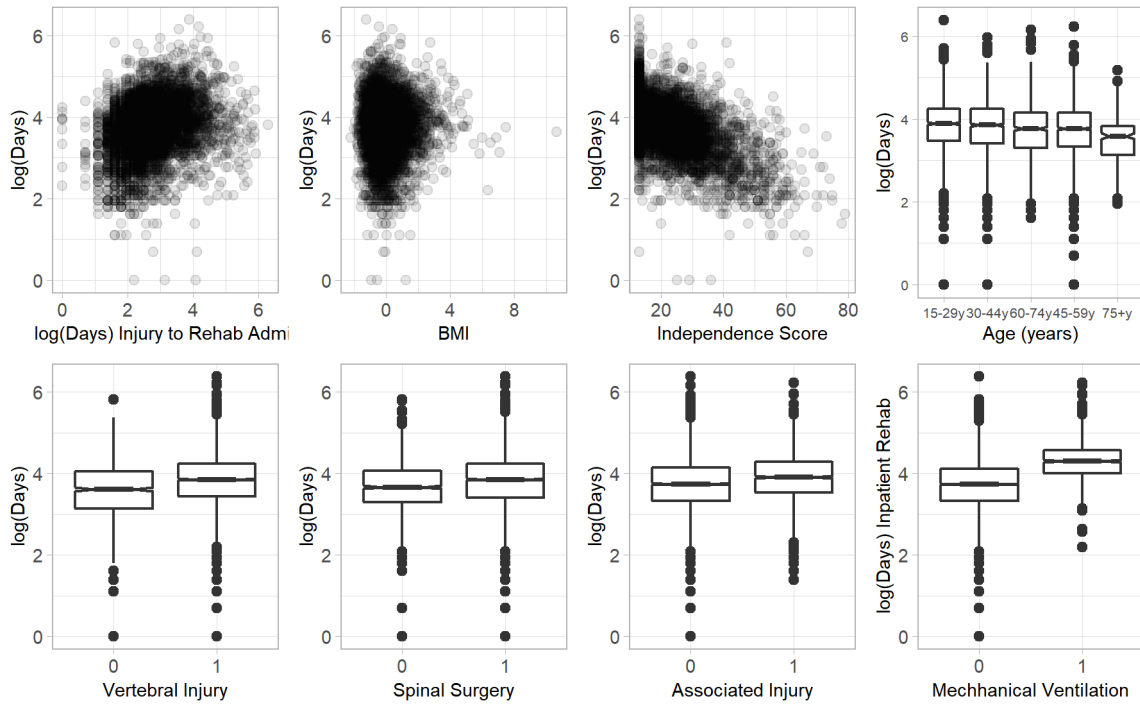 log(Days)
6
4
2
0
0 2 4 6
log(Days) Injury to Rehab Admi
log(Days)
6
4
2
0
0 4 8
BMI
log(Days)
6
4
2
0
20 40 60 80
Independence Score
log(Days)
6
4
2
0
15-29y 30-44y 60-74y 45-59y 75+y
Age (years)
log(Days)
6
4
2
0
0 1
Vertebral Injury
log(Days)
6
4
2
0
0 1
Spinal Surgery
log(Days)
6
4
2
0
0 1
Associated Injury
log(Days) Inpatient Rehab
6
4
2
0
0 1
Mechhanical Ventilation